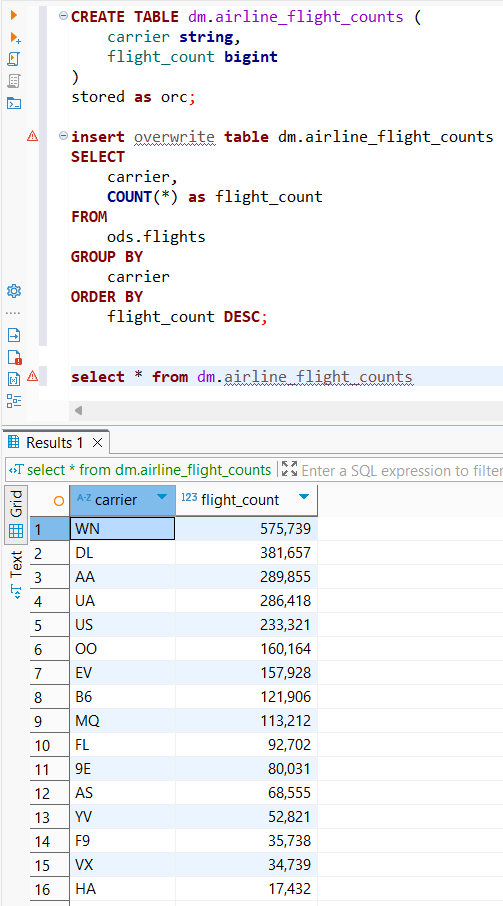 CREATE TABLE dm.airline_flight_counts (
    carrier string,
    flight_count bigint
)
stored as orc;
insert overwrite table dm.airline_flight_counts
SELECT
    carrier,
    COUNT(*) as flight_count
FROM
    ods.flights
GROUP BY
    carrier
ORDER BY
    flight_count DESC;
select * from dm.airline_flight_counts
Results 1
select * from dm.airline_flight_counts Enter a SQL expression to filter
Grid
Text
A-Z carrier 123 flight_count
1 WN 575,739
2 DL 381,657
3 AA 289,855
4 UA 286,418
5 US 233,321
6 OO 160,164
7 EV 157,928
8 B6 121,906
9 MQ 113,212
10 FL 92,702
11 9E 80,031
12 AS 68,555
13 YV 52,821
14 F9 35,738
15 VX 34,739
16 HA 17,432